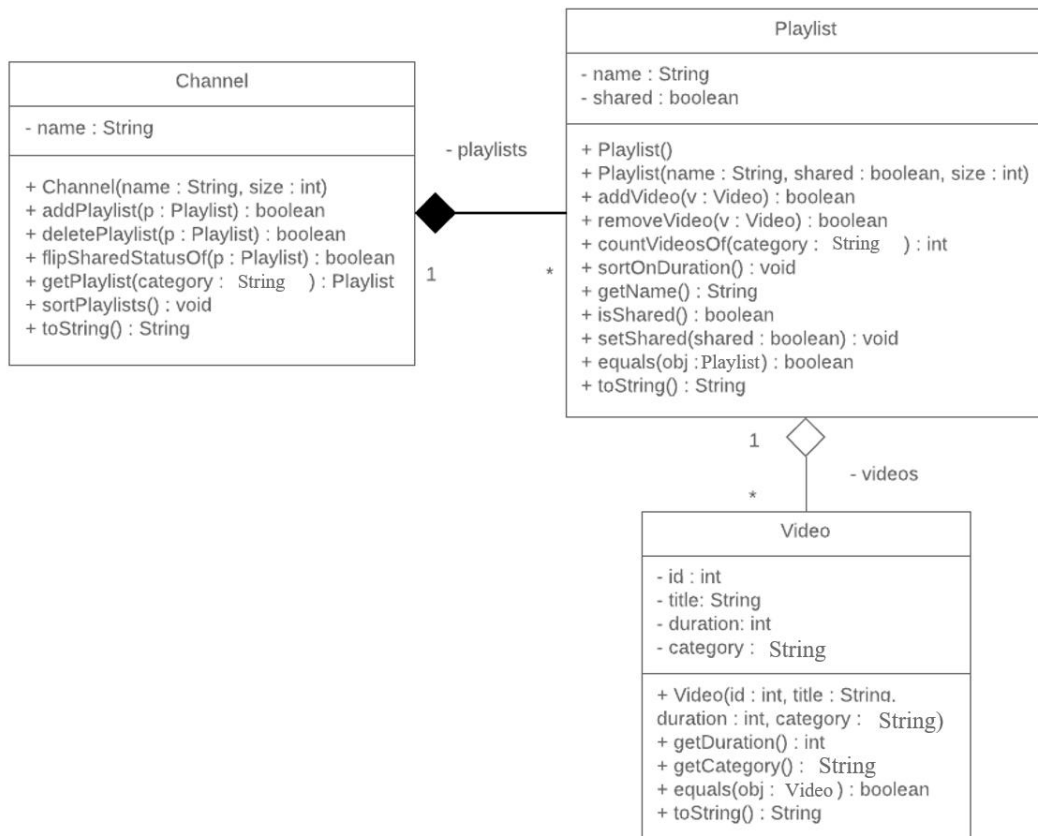 Channel
- name : String
+ Channel(name : String, size : int)
+ addPlaylist(p : Playlist) : boolean
+ deletePlaylist(p : Playlist) : boolean
+ flipSharedStatusOf(p : Playlist) : boolean
+ getPlaylist(category : String ) : Playlist
+ sortPlaylists() : void
+ toString() : String
- playlists
1
*
Playlist
- name : String
- shared : boolean
+ Playlist()
+ Playlist(name : String, shared : boolean, size : int)
+ addVideo(v : Video) : boolean
+ removeVideo(v : Video) : boolean
+ countVideosOf(category : String ) : int
+ sortOnDuration() : void
+ getName() : String
+ isShared() : boolean
+ setShared(shared : boolean) : void
+ equals(obj :Playlist) : boolean
+ toString() : String
1
- videos
*
Video
- id : int
- title: String
- duration: int
- category : String
+ Video(id : int, title : String,
duration : int, category : String)
+ getDuration() : int
+ getCategory() : String
+ equals(obj : Video ) : boolean
+ toString() : String